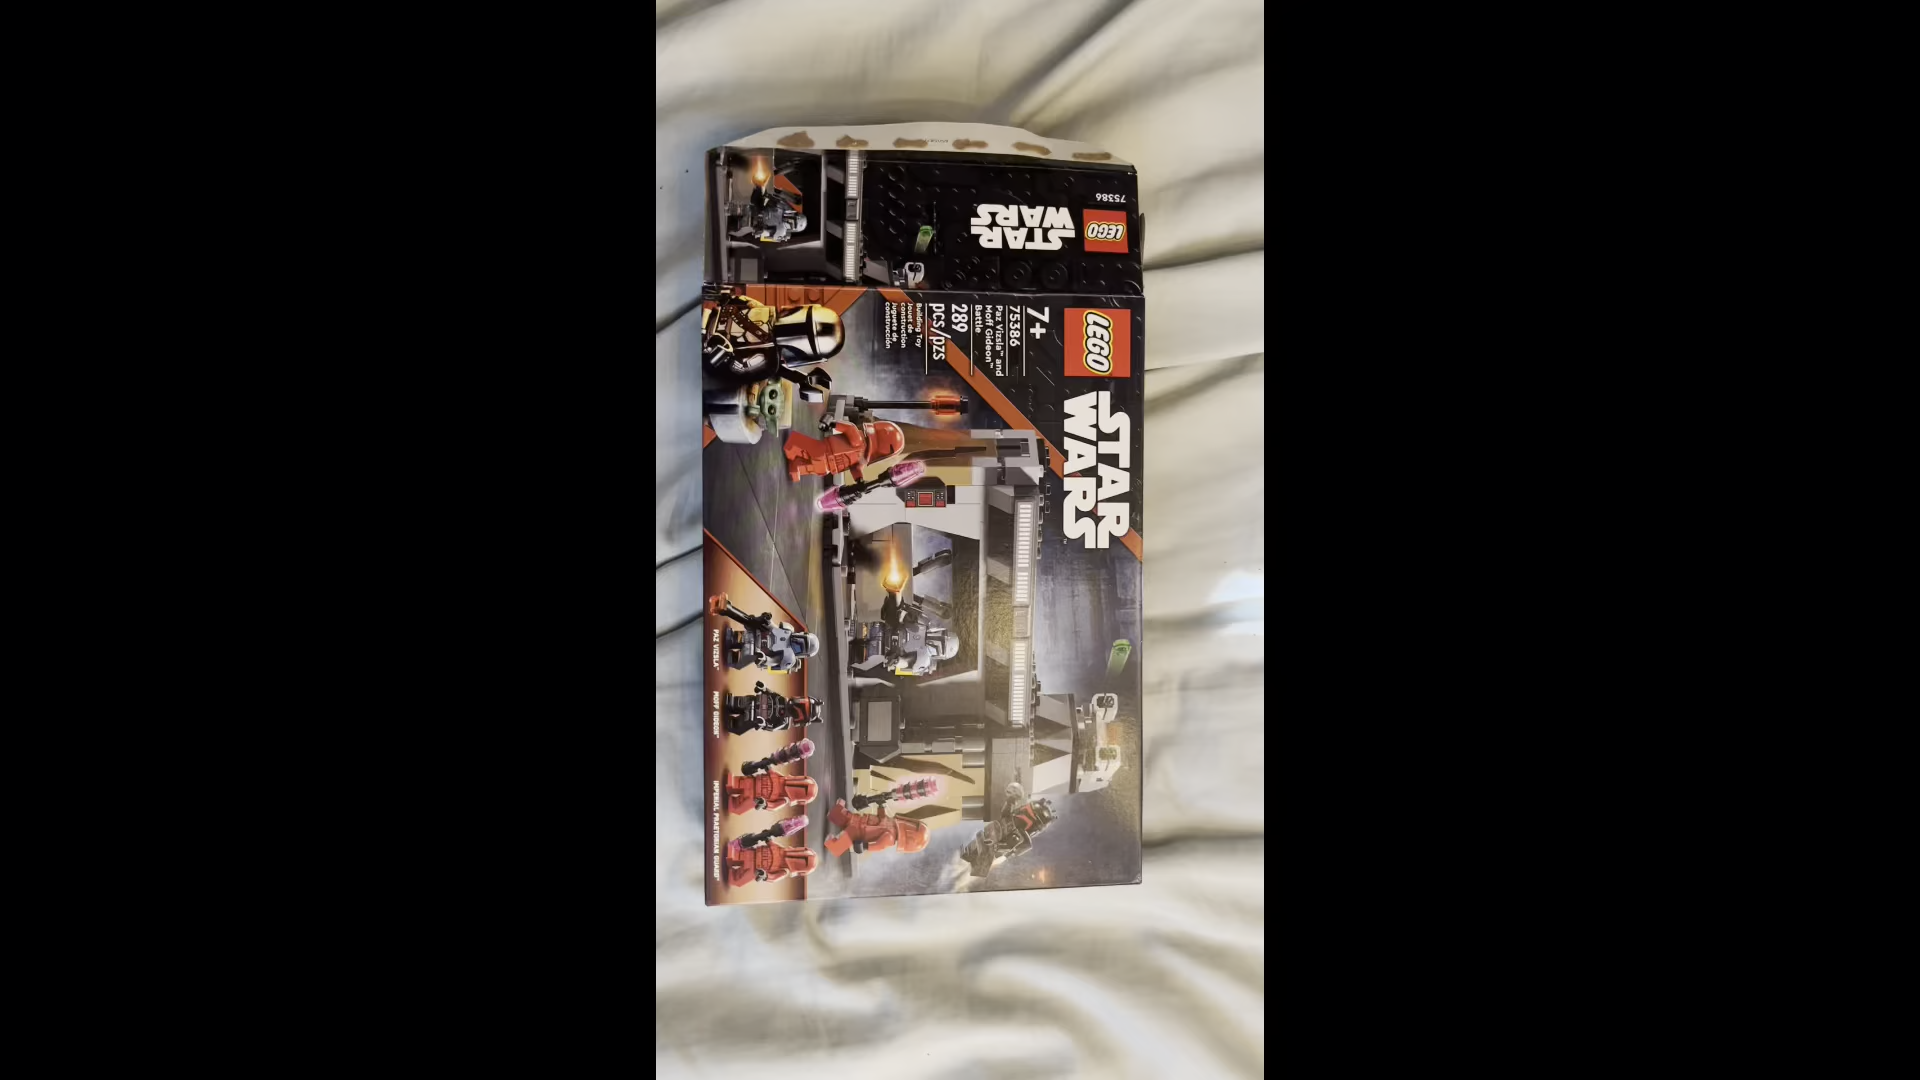 75386
LEGO
STAR
WARS
LEGO
STAR
WARS™
7+
75386
Paz Vizsla™ and
Moff Gideon™
Battle
289
pcs/pzs
Building Toy
Jouet de
construction
Juguete de
construcción
PAZ VIZSLA™
MOFF GIDEON™
IMPERIAL PRAETORIAN GUARD™